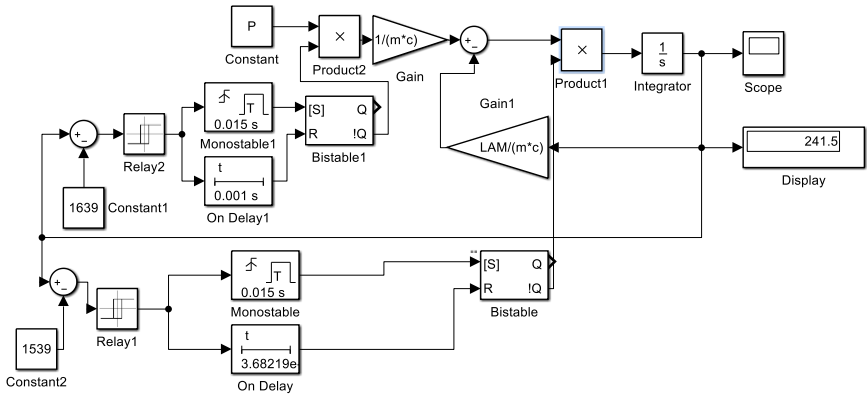 P
Constant
×
Product2
1/(m*c)
Gain
+
−
×
Product1
1
s
Integrator
Scope
Gain1
LAM/(m*c)
241.5
Display
+
−
Relay2
T
0.015 s
Monostable1
[S]
Q
R
!Q
Bistable1
t
0.001 s
On Delay1
1639
Constant1
+
−
Relay1
T
0.015 s
Monostable
[S]
Q
R
!Q
Bistable
t
3.68219e-
On Delay
1539
Constant2